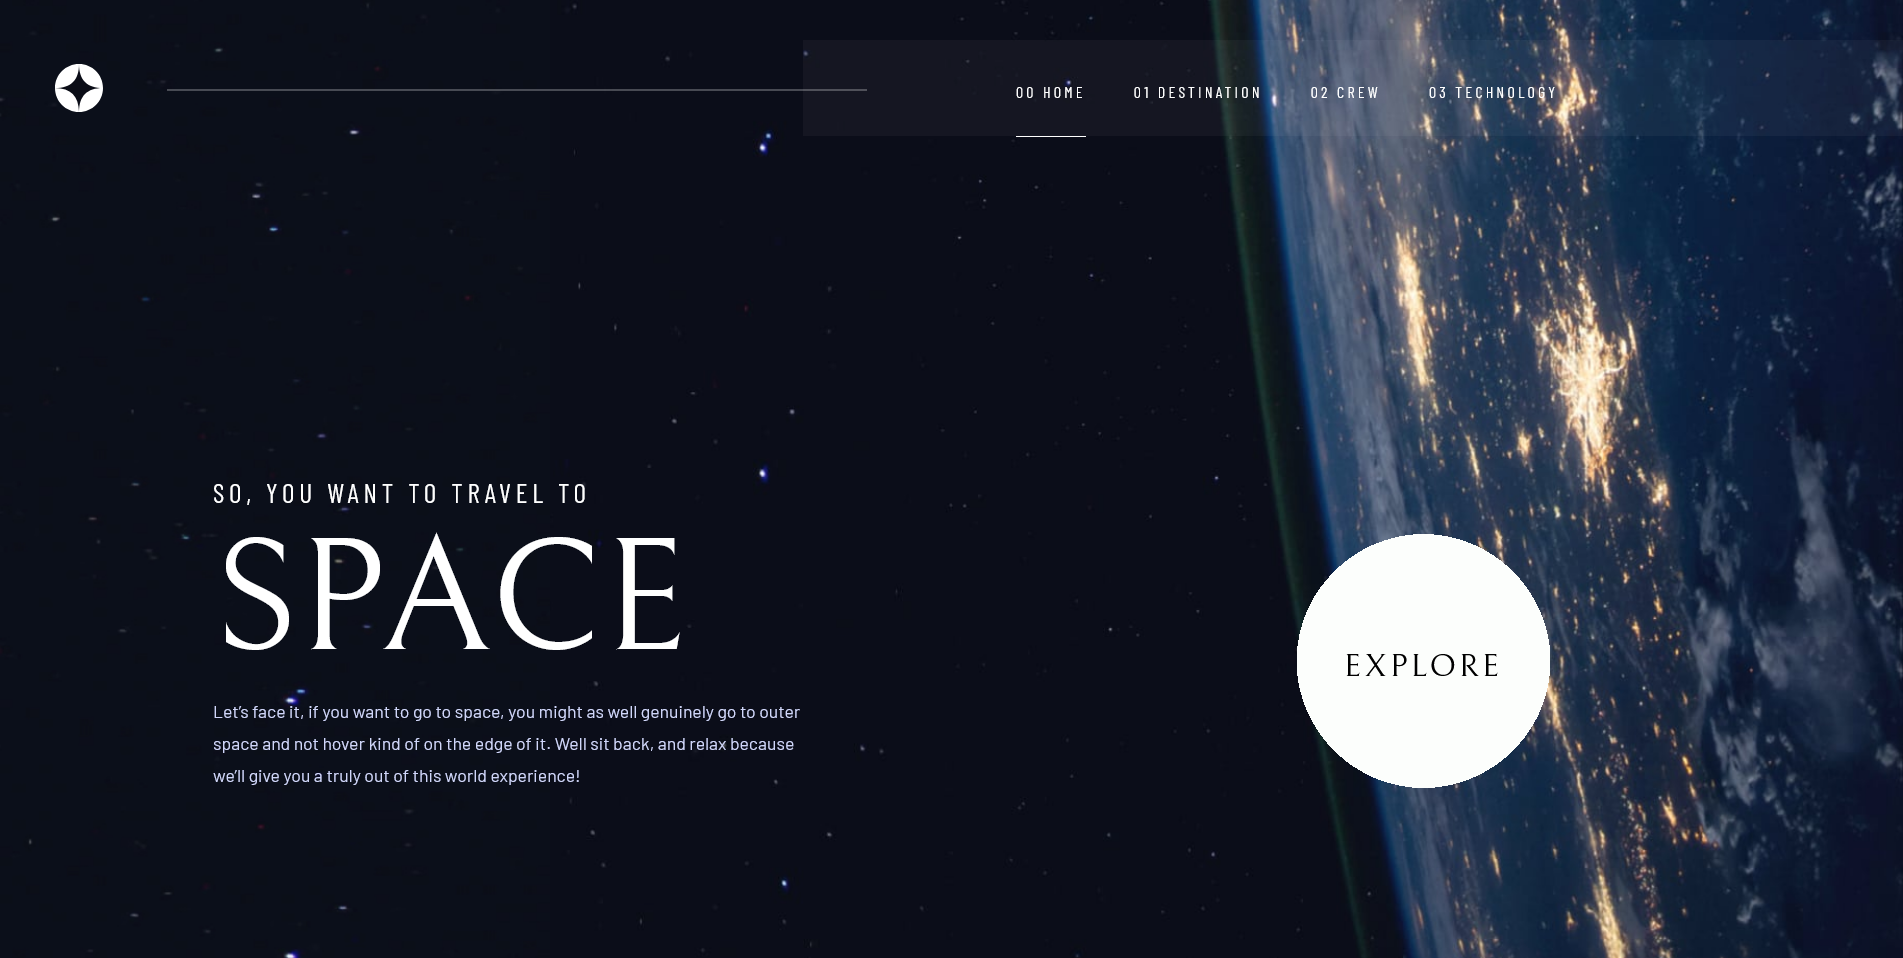 00 HOME 01 DESTINATION 02 CREW 03 TECHNOLOGY
SO, YOU WANT TO TRAVEL TO
SPACE
Let’s face it, if you want to go to space, you might as well genuinely go to outer
space and not hover kind of on the edge of it. Well sit back, and relax because
we’ll give you a truly out of this world experience!
EXPLORE